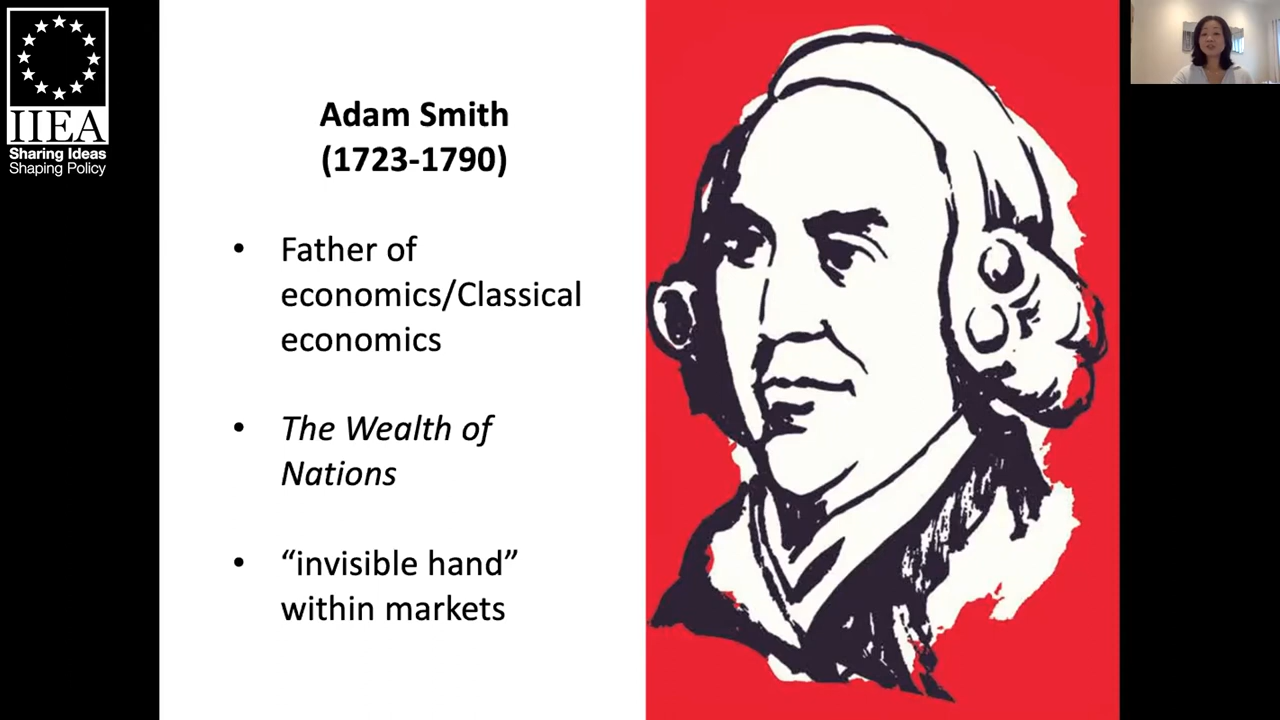 IIEA
Sharing Ideas
Shaping Policy
Adam Smith
(1723-1790)
• Father of
economics/Classical
economics
• The Wealth of
Nations
• “invisible hand”
within markets